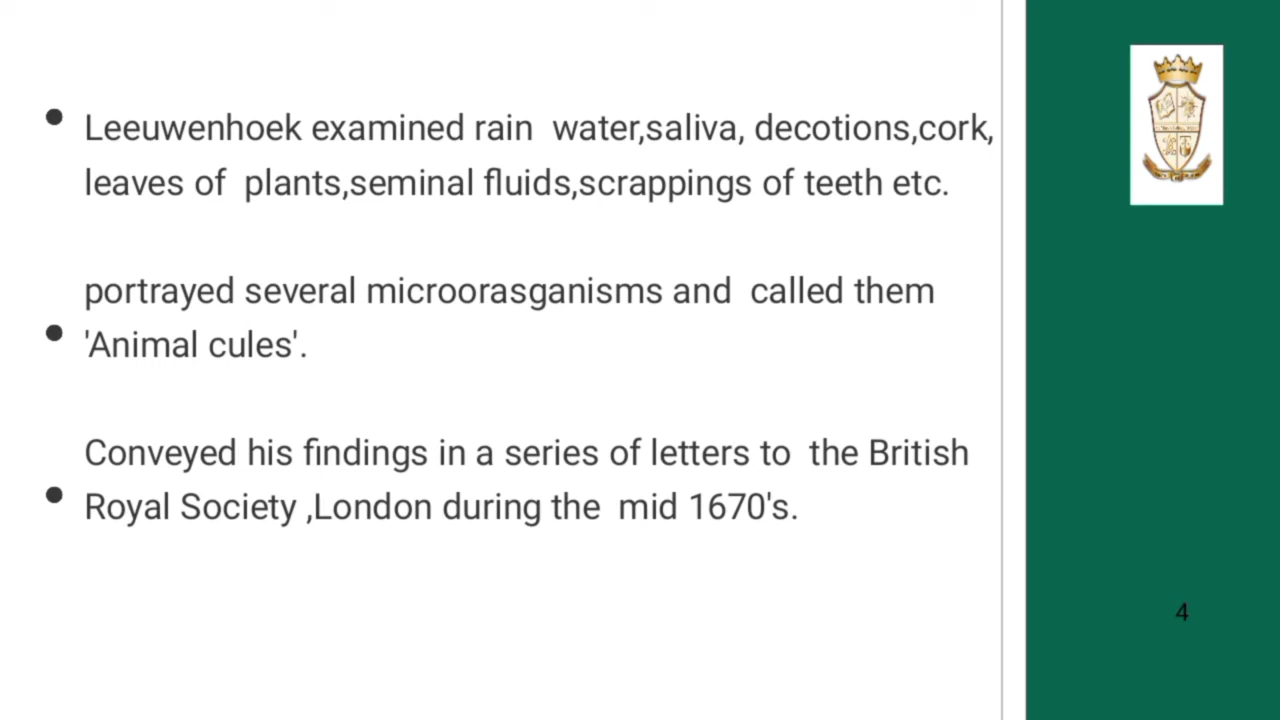 Leeuwenhoek examined rain  water,saliva, decotions,cork,
leaves of  plants,seminal fluids,scrappings of teeth etc.
portrayed several microorasganisms and  called them
'Animal cules'.
Conveyed his findings in a series of letters to  the British
Royal Society ,London during the  mid 1670's.
4